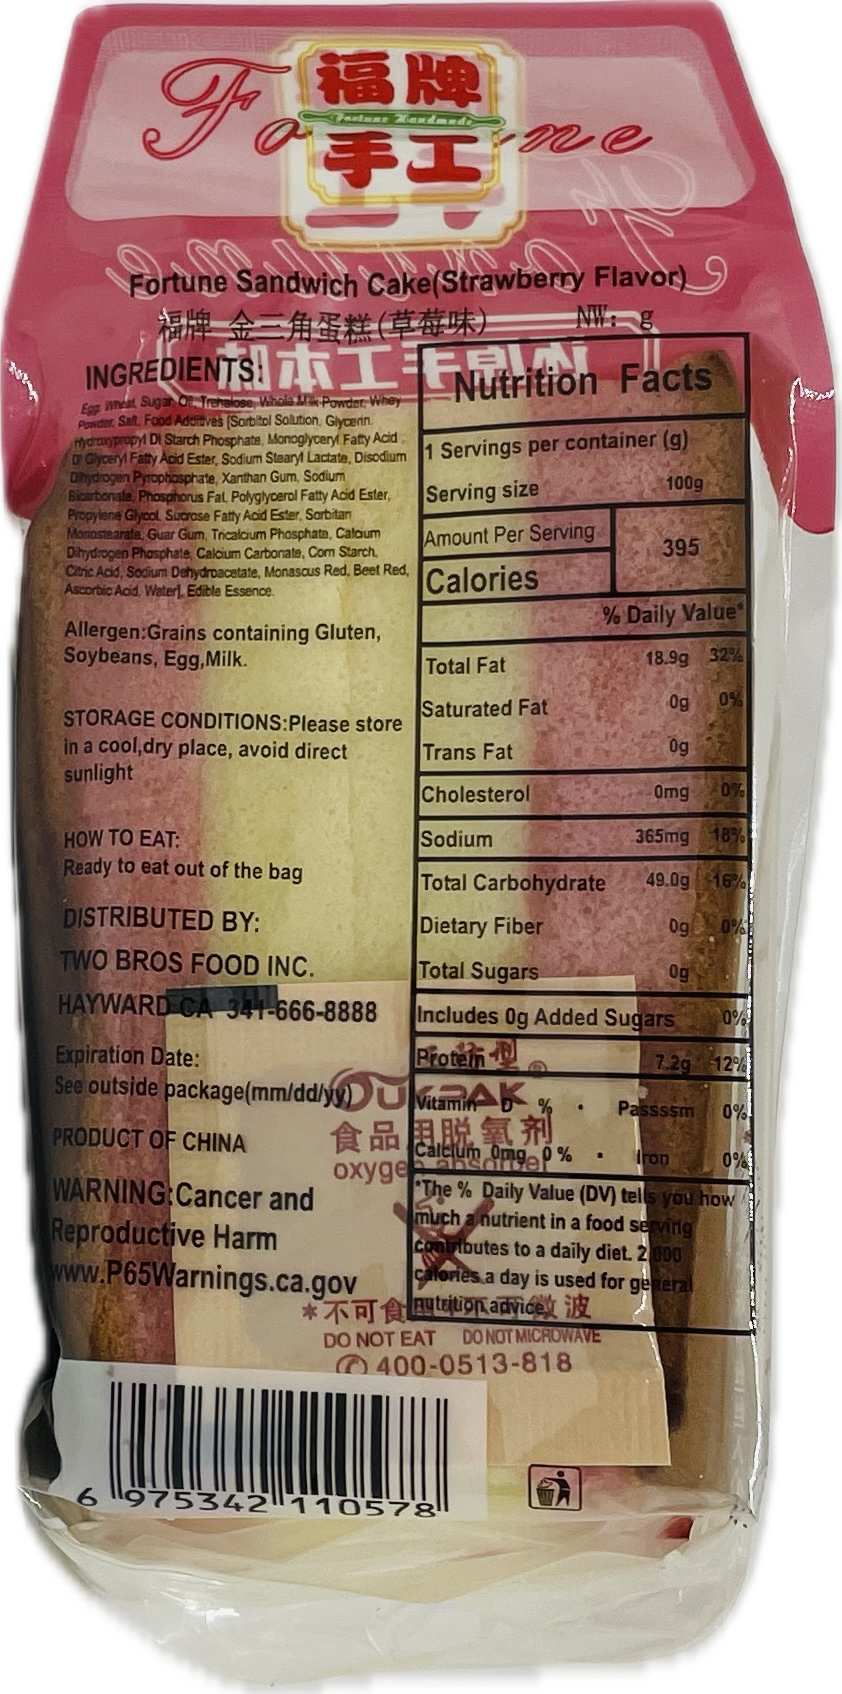 Fo ne
福牌
Fortune Handmade
手工
Fortune Sandwich Cake(Strawberry Flavor)
福牌 金三角蛋糕(草莓味) NW: g
INGREDIENTS:
Egg, Wheat, Sugar, Oil, Trehalose, Whole Milk Powder, Whey
Powder, Salt, Food Additives [Sorbitol Solution, Glycerin,
Hydroxypropyl Di Starch Phosphate, Monoglyceryl Fatty Acid
Di Glyceryl Fatty Acid Ester, Sodium Stearyl Lactate, Disodium
Dihydrogen Pyrophosphate, Xanthan Gum, Sodium
Bicarbonate, Phosphorus Fat, Polyglycerol Fatty Acid Ester,
Propylene Glycol, Sucrose Fatty Acid Ester, Sorbitan
Monostearate, Guar Gum, Tricalcium Phosphate, Calcium
Dihydrogen Phosphate, Calcium Carbonate, Corn Starch,
Citric Acid, Sodium Dehydroacetate, Monascus Red, Beet Red,
Ascorbic Acid, Water], Edible Essence.
Allergen:Grains containing Gluten,
Soybeans, Egg,Milk.
STORAGE CONDITIONS:Please store
in a cool,dry place, avoid direct
sunlight
HOW TO EAT:
Ready to eat out of the bag
DISTRIBUTED BY:
TWO BROS FOOD INC.
HAYWARD CA 341-666-8888
Expiration Date:
See outside package(mm/dd/yy)
PRODUCT OF CHINA
WARNING:Cancer and
Reproductive Harm
www.P65Warnings.ca.gov
Nutrition Facts
1 Servings per container (g)
Serving size 100g
Amount Per Serving
Calories 395
% Daily Value*
Total Fat 18.9g 32%
Saturated Fat 0g 0%
Trans Fat 0g
Cholesterol 0mg 0%
Sodium 365mg 18%
Total Carbohydrate 49.0g 16%
Dietary Fiber 0g 0%
Total Sugars 0g
Includes 0g Added Sugars 0%
Protein 7.2g 12%
Vitamin D % • Passssm 0%
Calcium 0mg 0% • Iron 0%
*The % Daily Value (DV) tells you how
much a nutrient in a food serving
contributes to a daily diet. 2,000
calories a day is used for general
nutrition advice.
食品用脱氧剂
oxygen absorber
DO NOT EAT DO NOT MICROWAVE
400-0513-818
6 975342 110578